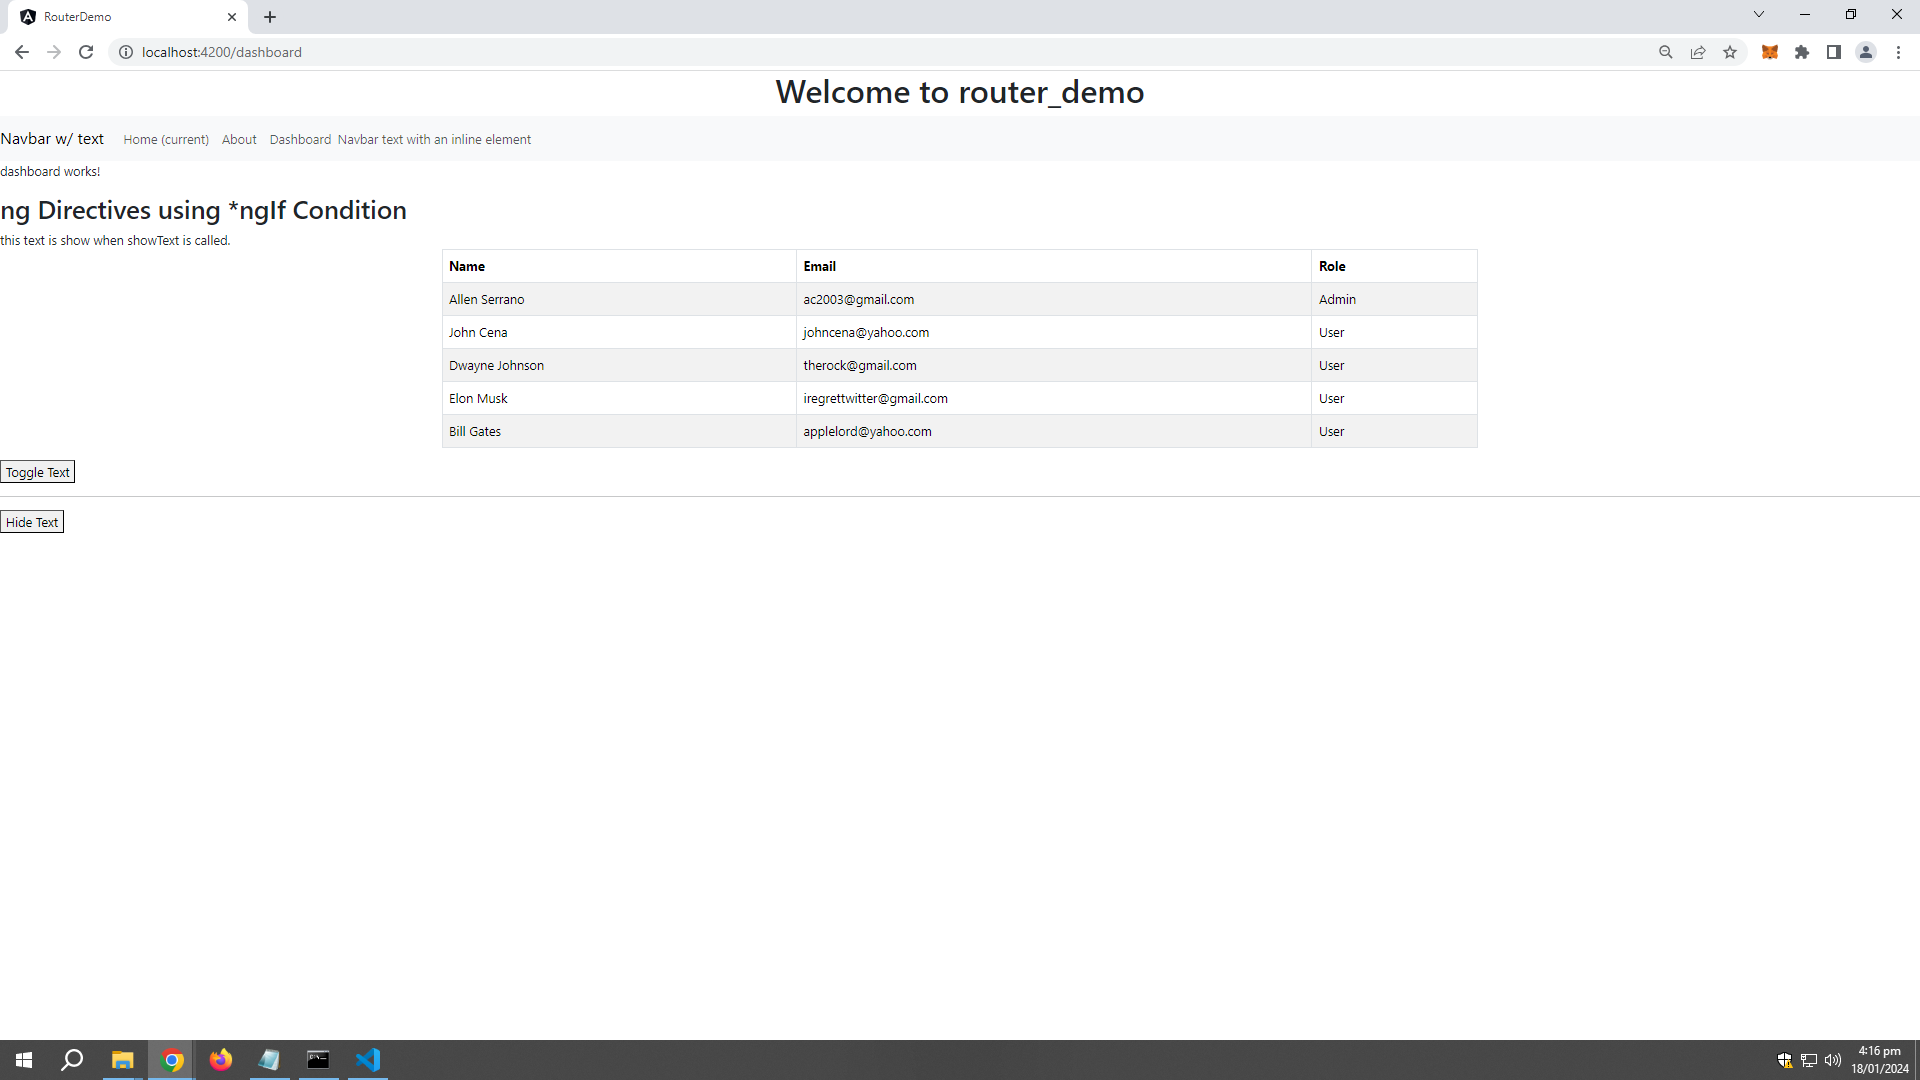 RouterDemo
localhost:4200/dashboard
Welcome to router_demo
Navbar w/ text Home (current) About Dashboard Navbar text with an inline element
dashboard works!
ng Directives using *ngIf Condition
this text is show when showText is called.
Name Email Role
Allen Serrano ac2003@gmail.com Admin
John Cena johncena@yahoo.com User
Dwayne Johnson therock@gmail.com User
Elon Musk iregrettwitter@gmail.com User
Bill Gates applelord@yahoo.com User
Toggle Text
Hide Text
4:16 pm
18/01/2024